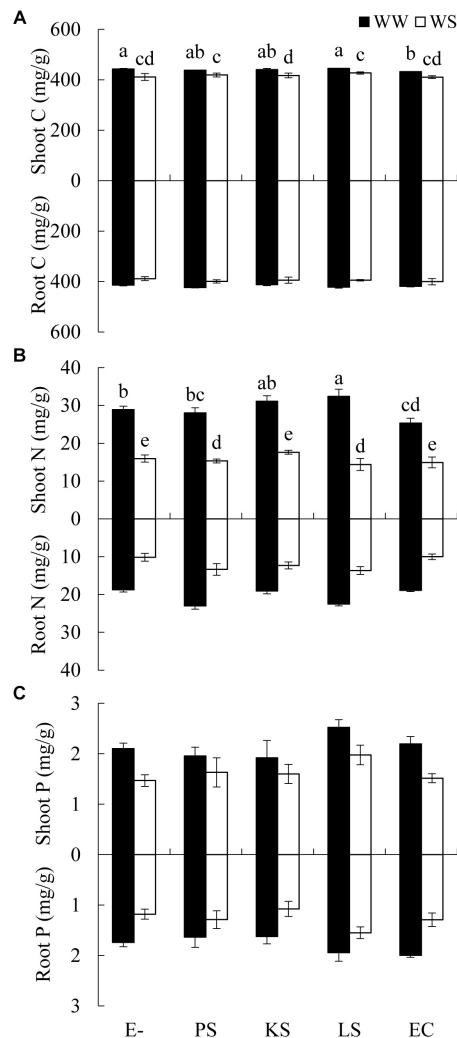 A
WW WS
Shoot C (mg/g)
Root C (mg/g)
600
400
200
0
200
400
600
a cd ab c ab d a c b cd
B
Shoot N (mg/g)
Root N (mg/g)
40
30
20
10
0
10
20
30
40
b e bc d ab e a d cd e
C
Shoot P (mg/g)
Root P (mg/g)
3
2
1
0
1
2
3
E- PS KS LS EC